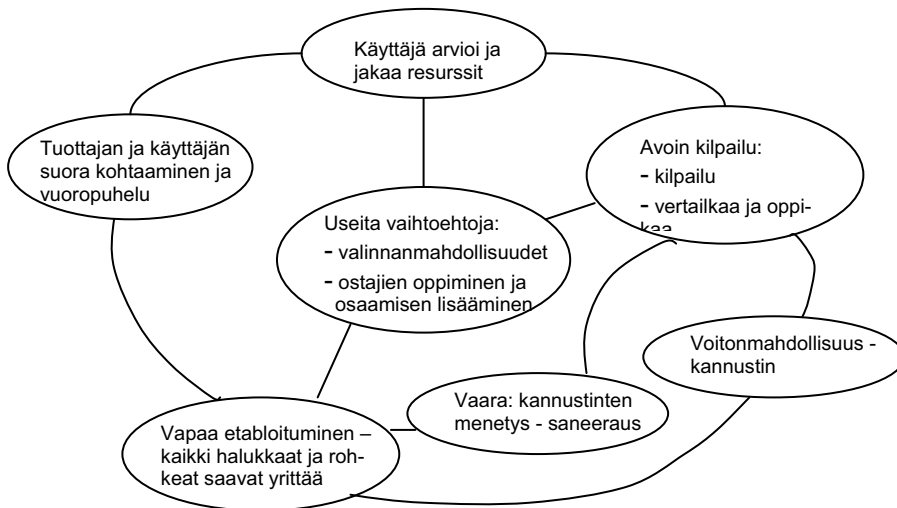 Käyttäjä arvioi ja
jakaa resurssit
Tuottajan ja käyttäjän
suora kohtaaminen ja
vuoropuhelu
Avoin kilpailu:
- kilpailu
- vertailkaa ja oppi-
kaa
Useita vaihtoehtoja:
- valinnanmahdollisuudet
- ostajien oppiminen ja
osaamisen lisääminen
Voitonmahdollisuus -
kannustin
Vaara: kannustinten
menetys - saneeraus
Vapaa etabloituminen –
kaikki halukkaat ja roh-
keat saavat yrittää